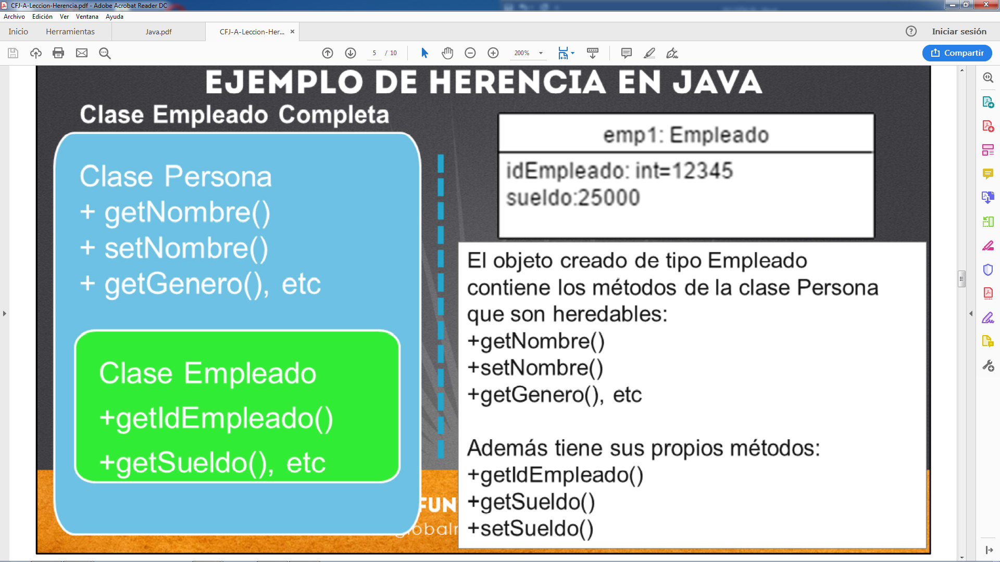 CFJ-A-Leccion-Herencia.pdf - Adobe Acrobat Reader DC
Archivo Edición Ver Ventana Ayuda
Inicio Herramientas Java.pdf CFJ-A-Leccion-Her... × Iniciar sesión
5 / 10 200% Compartir
EJEMPLO DE HERENCIA EN JAVA
Clase Empleado Completa
Clase Persona
+ getNombre()
+ setNombre()
+ getGenero(), etc
Clase Empleado
+getIdEmpleado()
+getSueldo(), etc
emp1: Empleado
idEmpleado: int=12345
sueldo:25000
El objeto creado de tipo Empleado
contiene los métodos de la clase Persona
que son heredables:
+getNombre()
+setNombre()
+getGenero(), etc
Además tiene sus propios métodos:
+getIdEmpleado()
+getSueldo()
+setSueldo()